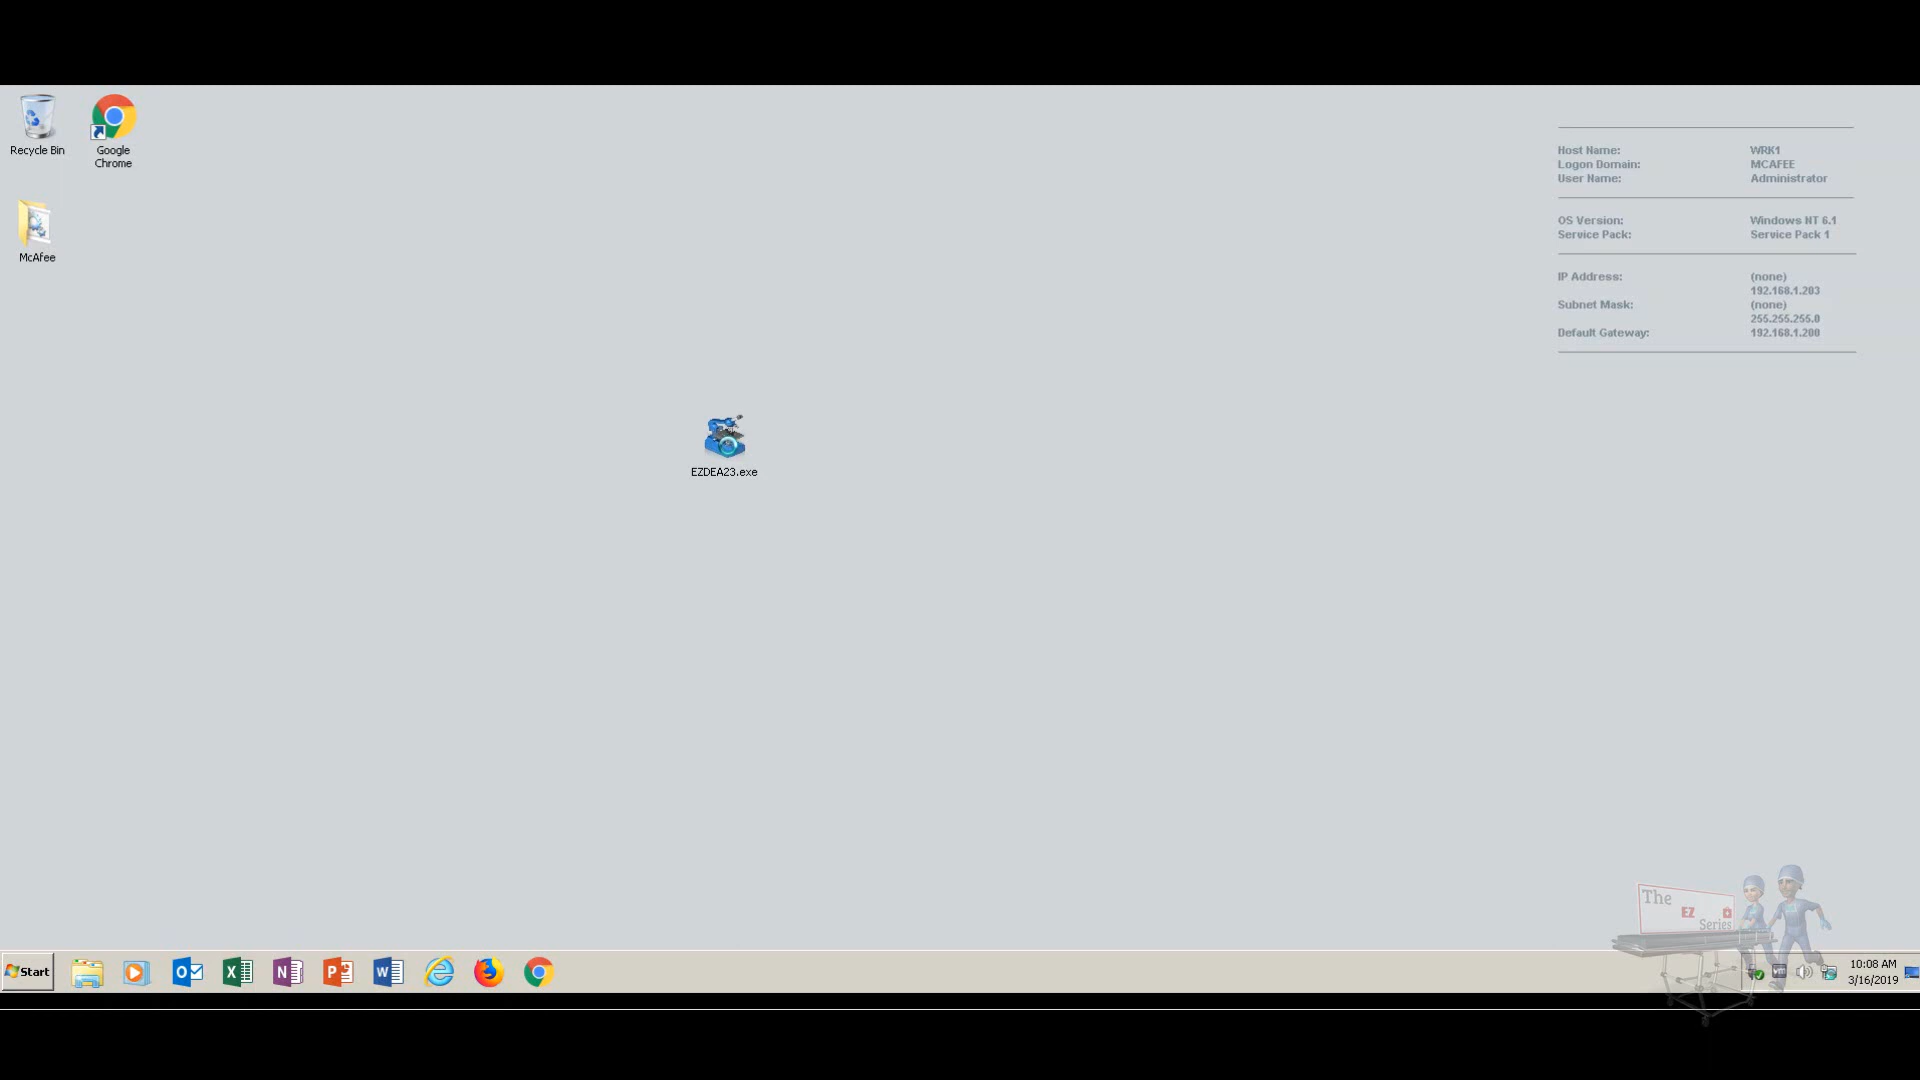 Recycle Bin
Google
Chrome
McAfee
Host Name: WRK1
Logon Domain: MCAFEE
User Name: Administrator
OS Version: Windows NT 6.1
Service Pack: Service Pack 1
IP Address: (none)
192.168.1.203
Subnet Mask: (none)
255.255.255.0
Default Gateway: 192.168.1.200
EZDEA23.exe
The
EZ
Series
Start
10:08 AM
3/16/2019